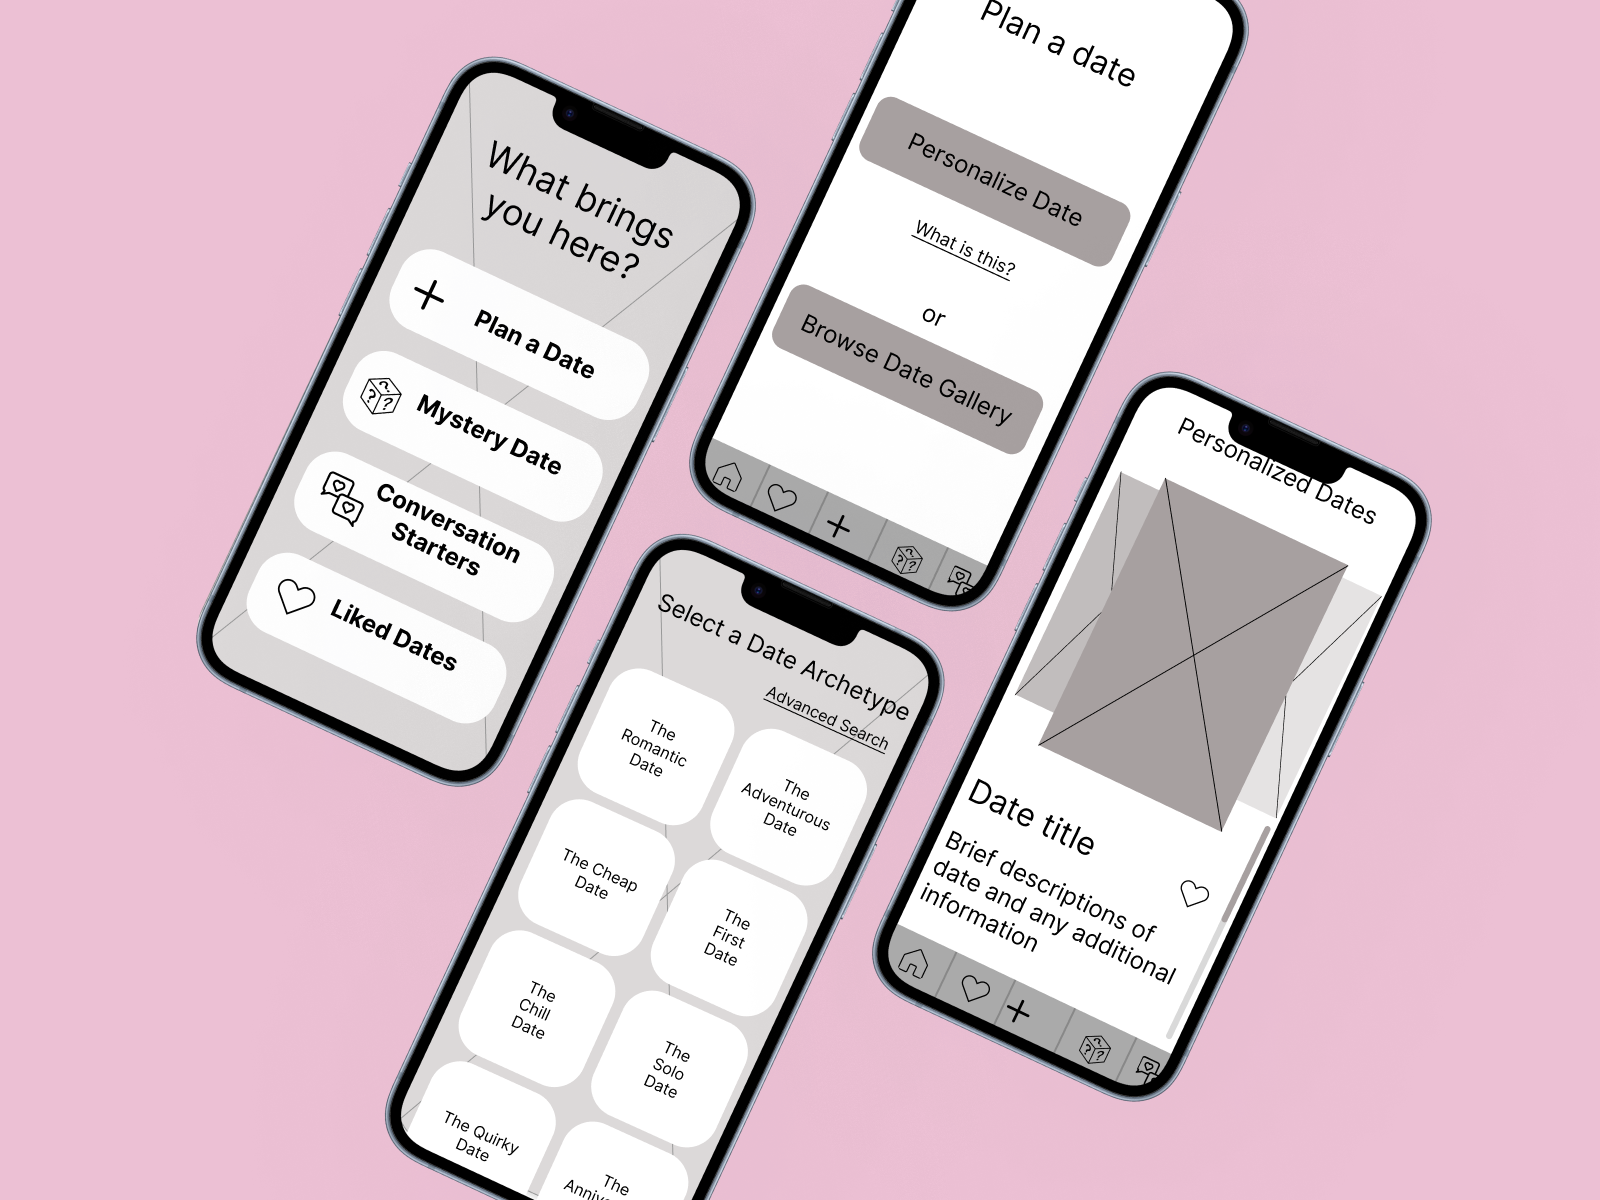 What brings
you here?
Plan a Date
Mystery Date
Conversation
Starters
Liked Dates
Plan a date
Personalize Date
What is this?
or
Browse Date Gallery
Select a Date Archetype
Advanced Search
The
Romantic
Date
The
Adventurous
Date
The Cheap
Date
The
First
Date
The
Chill
Date
The
Solo
Date
The Quirky
Date
The
Personalized Dates
Date title
Brief descriptions of
date and any additional
information